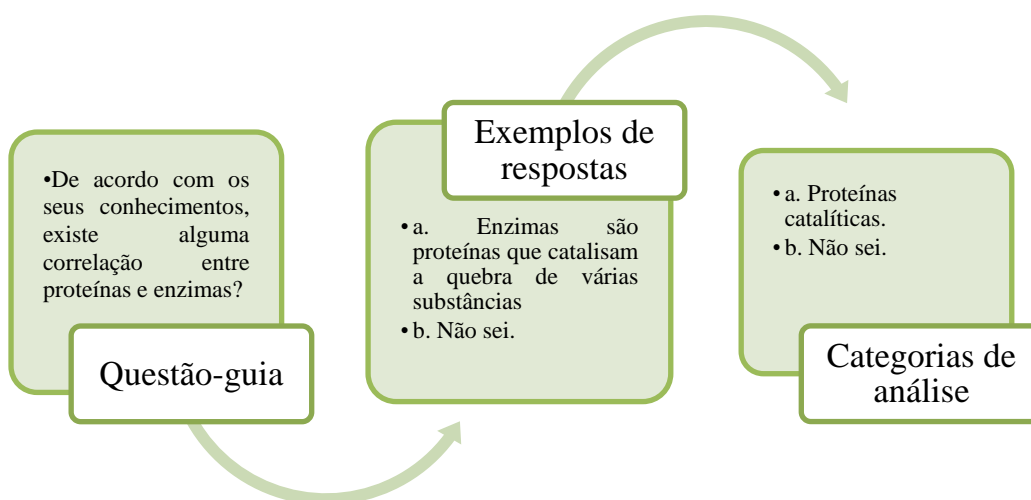 •De acordo com os
seus conhecimentos,
existe alguma
correlação entre
proteínas e enzimas?
Questão-guia
Exemplos de
respostas
• a. Enzimas são
proteínas que catalisam
a quebra de várias
substâncias
• b. Não sei.
• a. Proteínas
catalíticas.
• b. Não sei.
Categorias de
análise